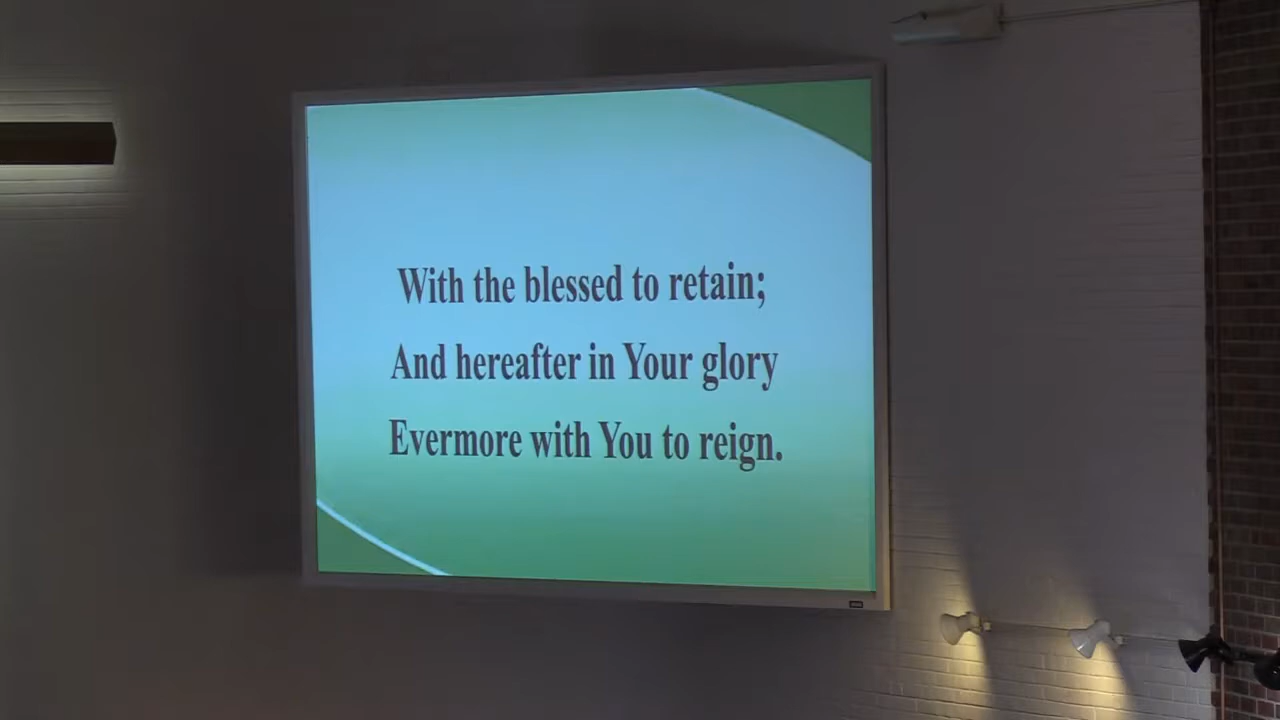 With the blessed to retain;
And hereafter in Your glory
Evermore with You to reign.